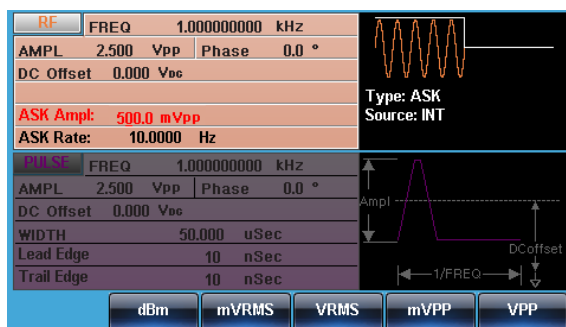 RF FREQ 1.000000000 kHz
AMPL 2.500 Vpp Phase 0.0 °
DC Offset 0.000 VDC
ASK Ampl: 500.0 mVpp
ASK Rate: 10.0000 Hz
Type: ASK
Source: INT
PULSE FREQ 1.000000000 kHz
AMPL 2.500 Vpp Phase 0.0 °
DC Offset 0.000 VDC
WIDTH 50.000 uSec
Lead Edge 10 nSec
Trail Edge 10 nSec
Ampl
DCoffset
1/FREQ
dBm mVRMS VRMS mVPP VPP